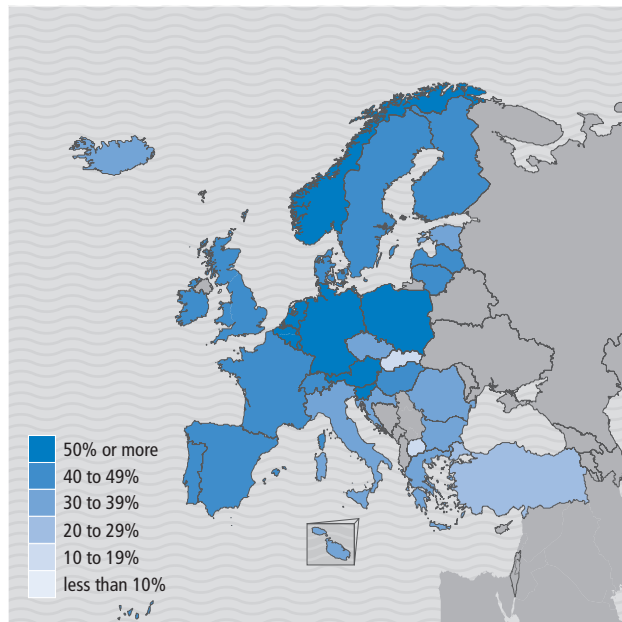 50% or more
40 to 49%
30 to 39%
20 to 29%
10 to 19%
less than 10%